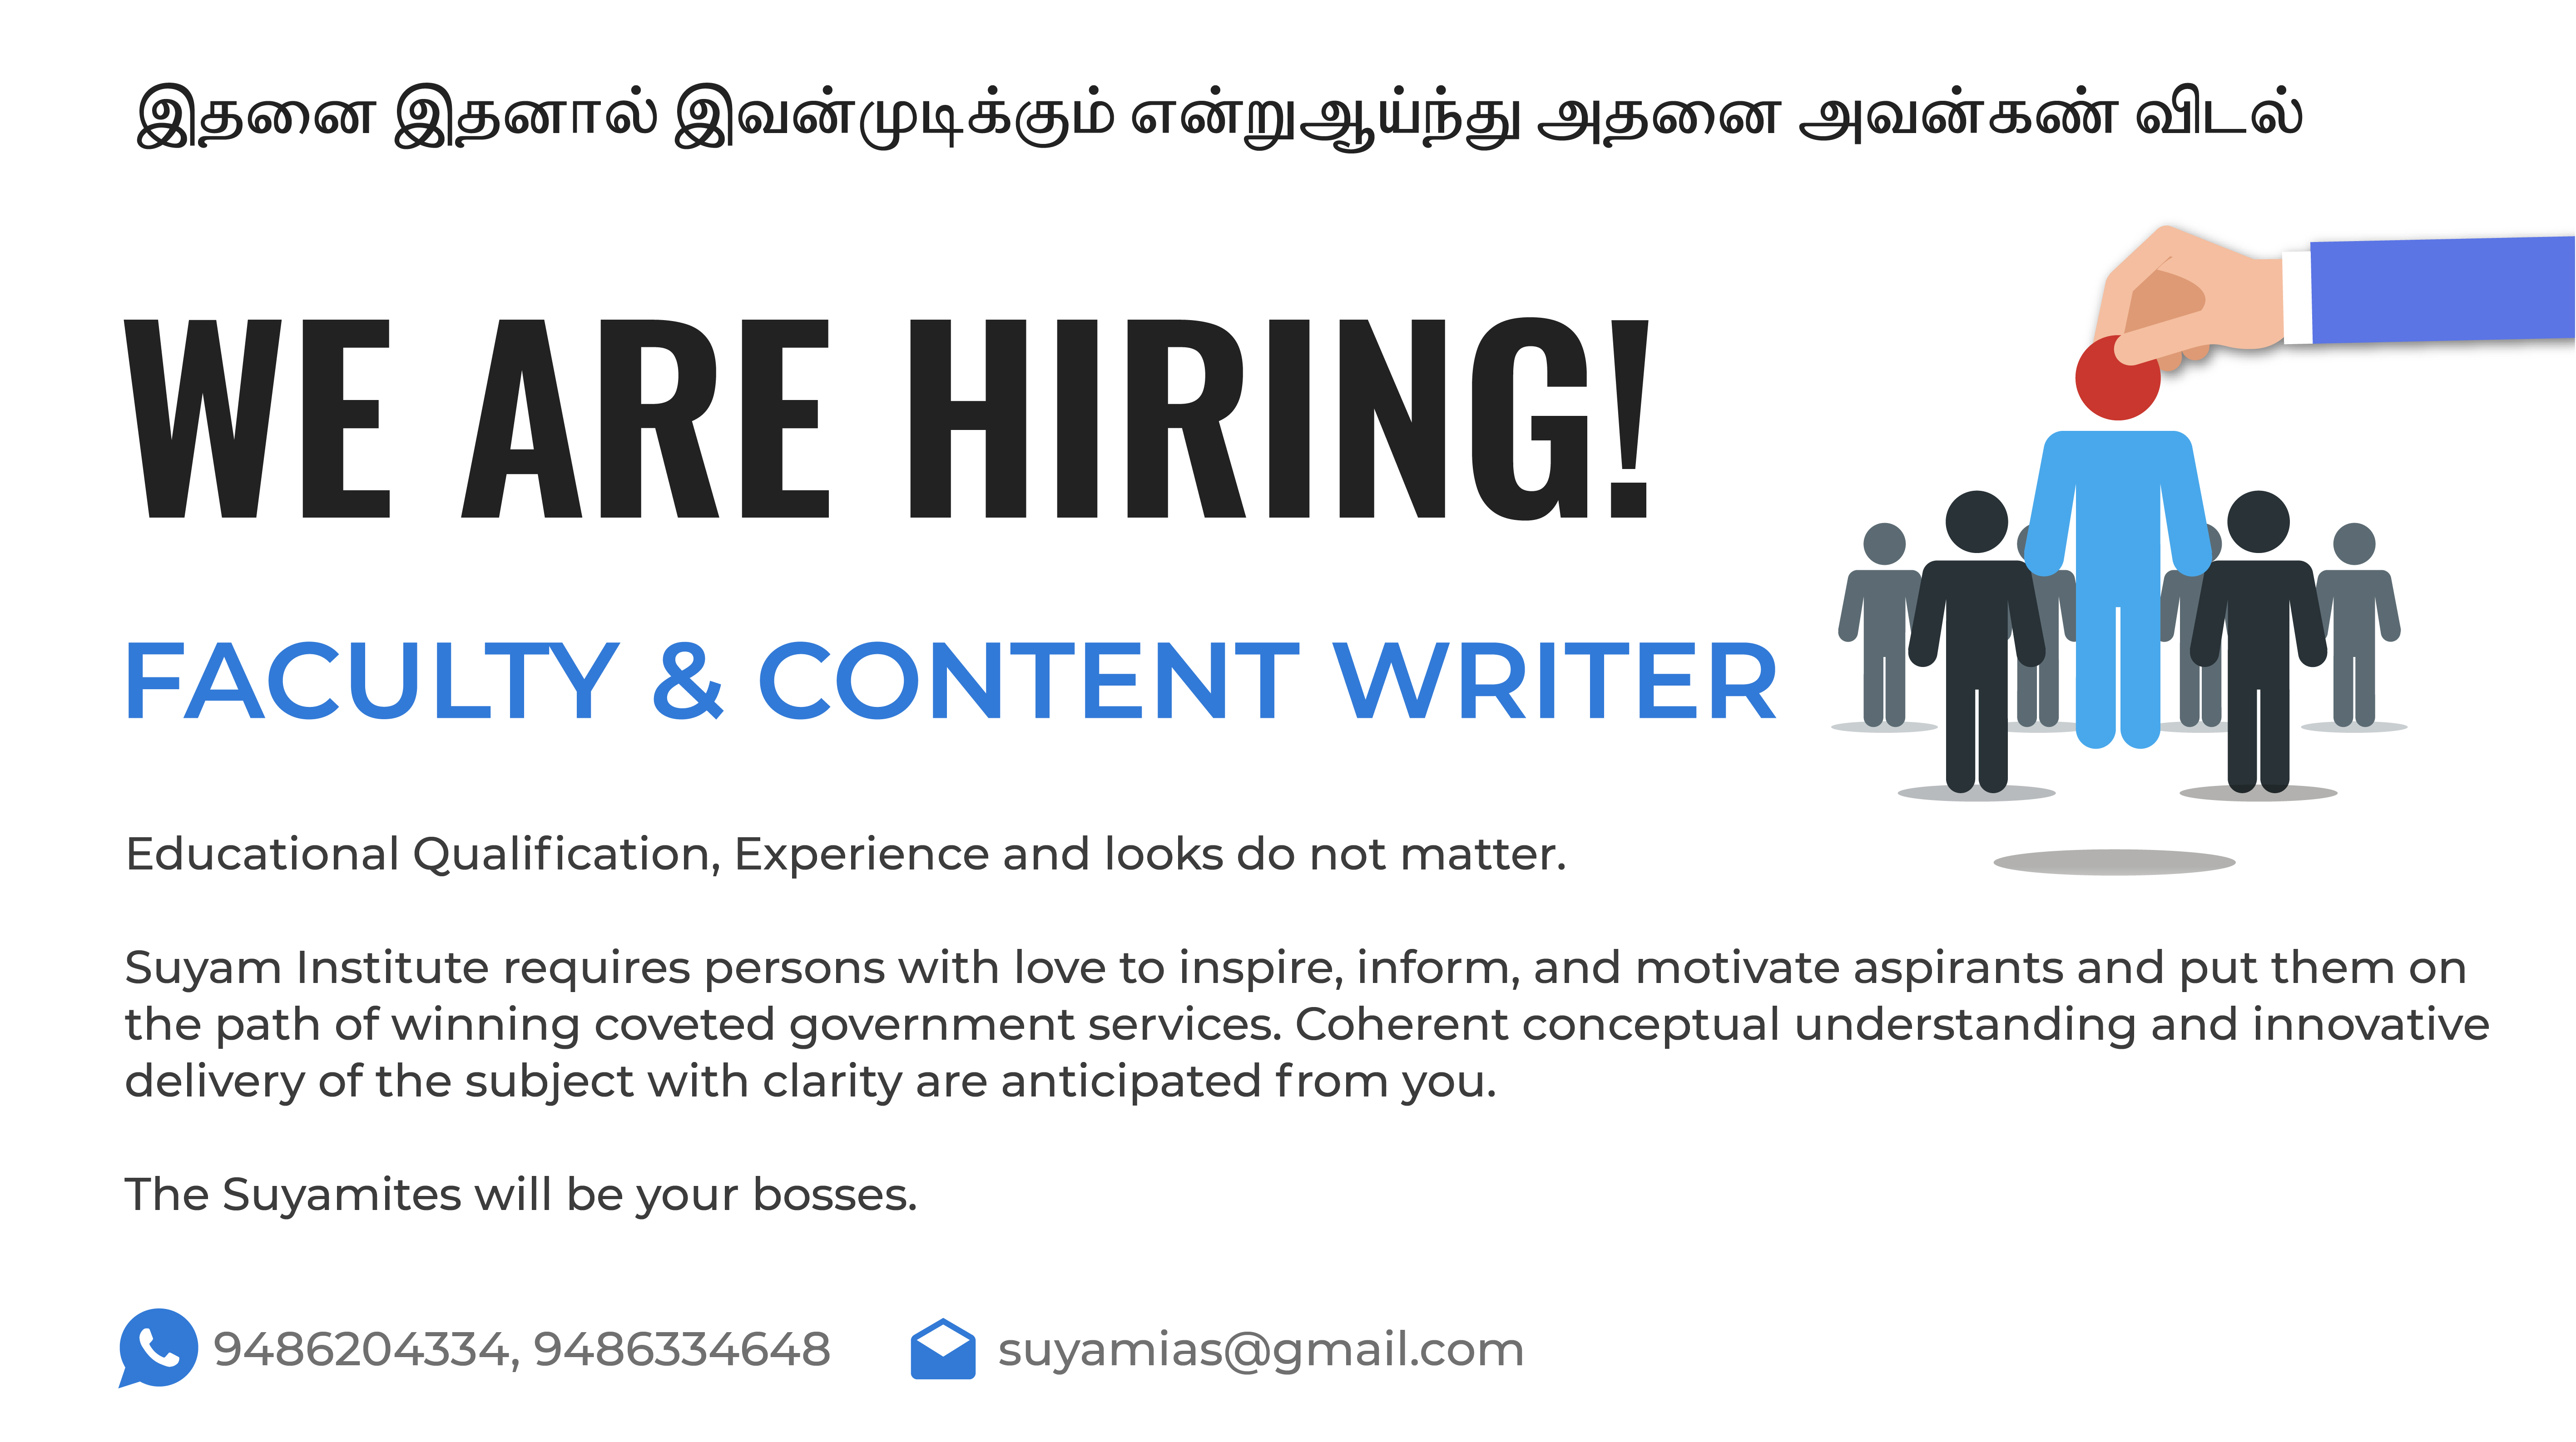 இதனை இதனால் இவன்முடிக்கும் என்றுஆய்ந்து அதனை அவன்கண் விடல்
WE ARE HIRING!
FACULTY & CONTENT WRITER
Educational Qualification, Experience and looks do not matter.
Suyam Institute requires persons with love to inspire, inform, and motivate aspirants and put them on
the path of winning coveted government services. Coherent conceptual understanding and innovative
delivery of the subject with clarity are anticipated from you.
The Suyamites will be your bosses.
9486204334, 9486334648 suyamias@gmail.com